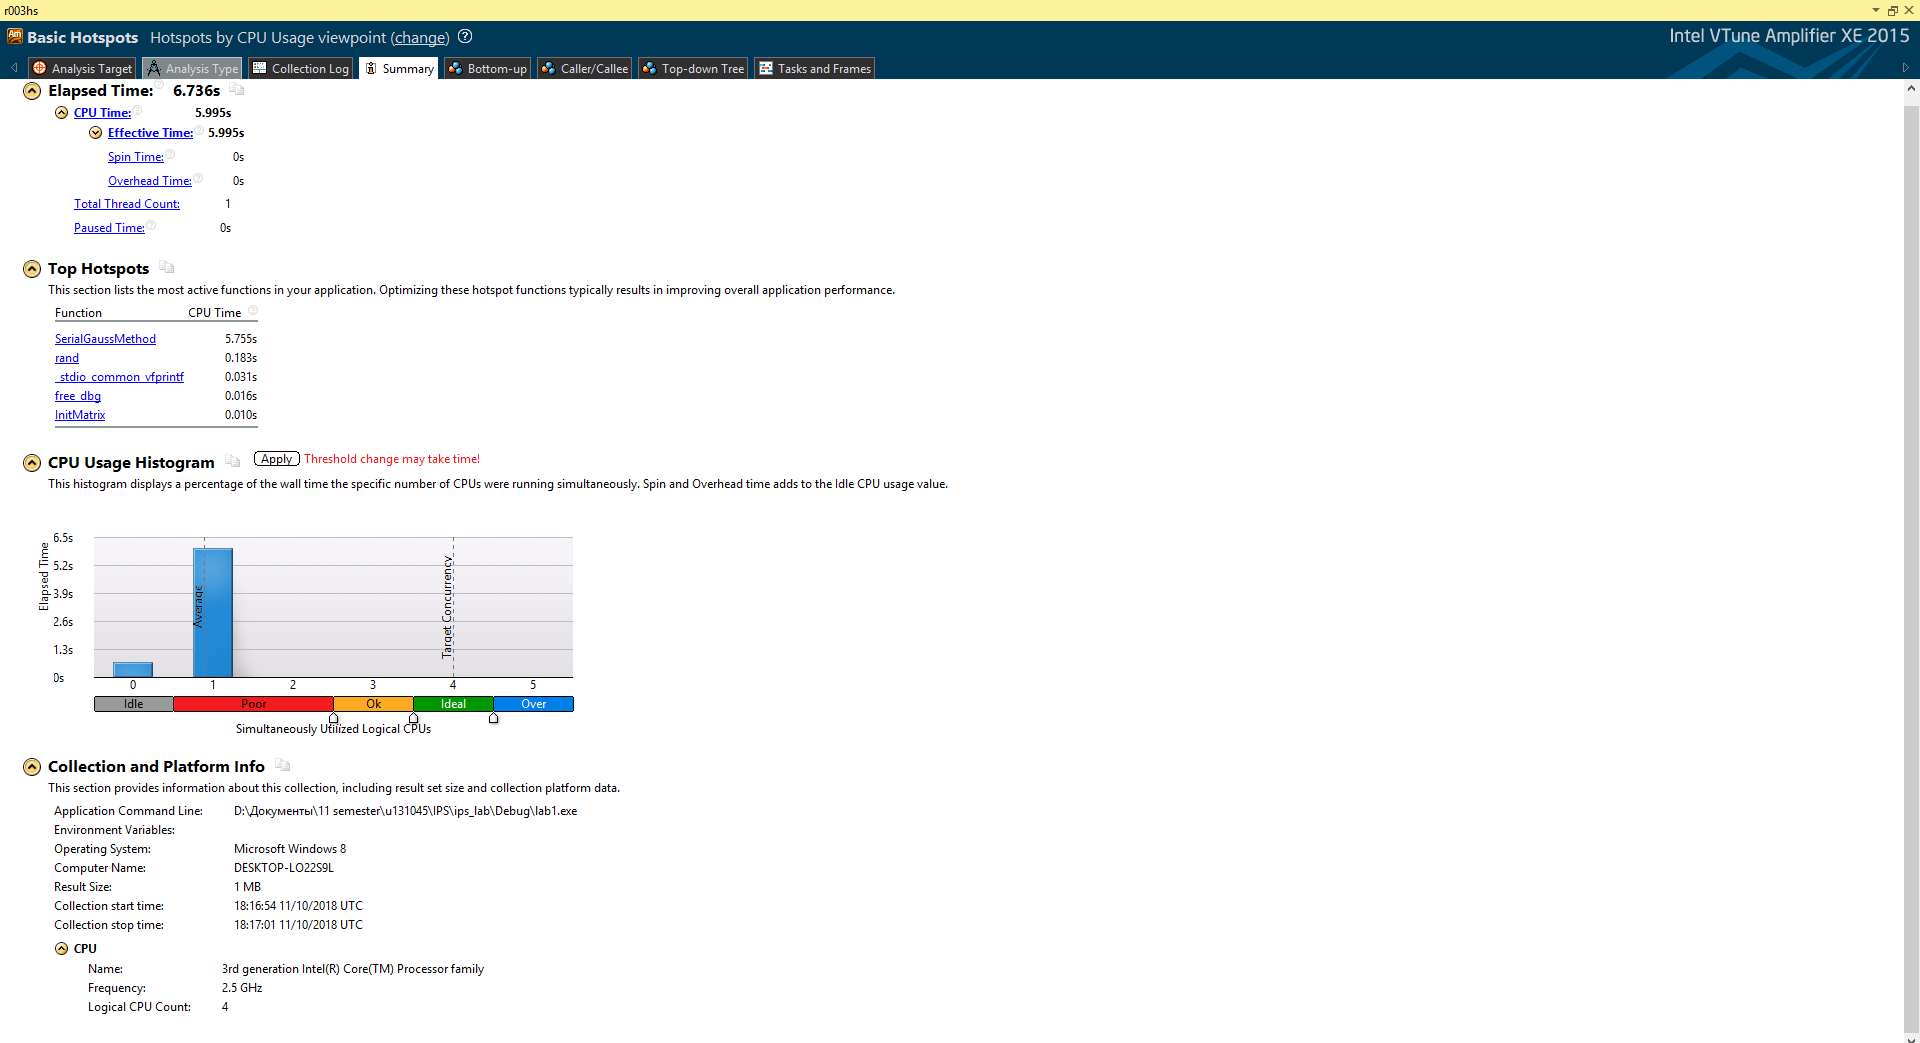 r003hs
Basic Hotspots Hotspots by CPU Usage viewpoint (change) ?
Intel VTune Amplifier XE 2015
Analysis Target Analysis Type Collection Log Summary Bottom-up Caller/Callee Top-down Tree Tasks and Frames
Elapsed Time: 6.736s
CPU Time: 5.995s
Effective Time: 5.995s
Spin Time: 0s
Overhead Time: 0s
Total Thread Count: 1
Paused Time: 0s
Top Hotspots
This section lists the most active functions in your application. Optimizing these hotspot functions typically results in improving overall application performance.
Function CPU Time
SerialGaussMethod 5.755s
rand 0.183s
_stdio_common_vfprintf 0.031s
free_dbg 0.016s
InitMatrix 0.010s
CPU Usage Histogram Apply Threshold change may take time!
This histogram displays a percentage of the wall time the specific number of CPUs were running simultaneously. Spin and Overhead time adds to the Idle CPU usage value.
Elapsed Time
6.5s
5.2s
3.9s
2.6s
1.3s
0s
Average
Target Concurrency
0 1 2 3 4 5
Idle Poor Ok Ideal Over
Simultaneously Utilized Logical CPUs
Collection and Platform Info
This section provides information about this collection, including result set size and collection platform data.
Application Command Line: D:\Документы\11 semester\u131045\IPS\ips_lab\Debug\lab1.exe
Environment Variables:
Operating System: Microsoft Windows 8
Computer Name: DESKTOP-LO22S9L
Result Size: 1 MB
Collection start time: 18:16:54 11/10/2018 UTC
Collection stop time: 18:17:01 11/10/2018 UTC
CPU
Name: 3rd generation Intel(R) Core(TM) Processor family
Frequency: 2.5 GHz
Logical CPU Count: 4